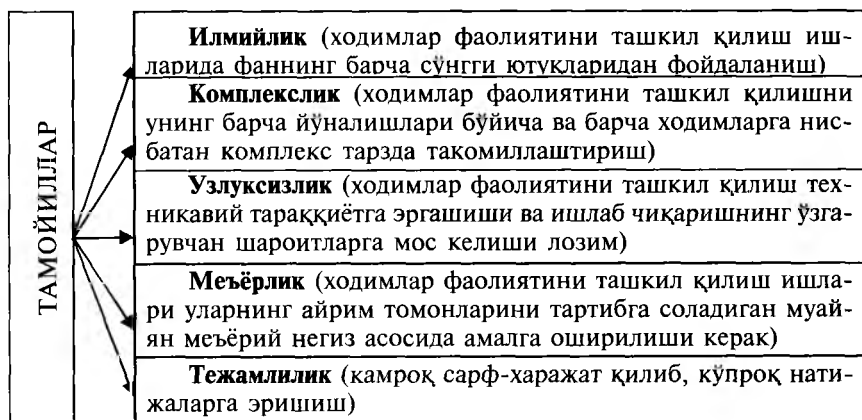 ТАМОЙИЛЛАР
Илмийлик (ходимлар фаолиятини ташкил қилиш иш-
ларида фаннинг барча сўнгги ютуқларидан фойдаланиш)
Комплекслик (ходимлар фаолиятини ташкил қилишни
унинг барча йўналишлари бўйича ва барча ходимларга нис-
батан комплекс тарзда такомиллаштириш)
Узлуксизлик (ходимлар фаолиятини ташкил қилиш тех-
никавий тараққиётга эргашиши ва ишлаб чиқаришнинг ўзга-
рувчан шароитларга мос келиши лозим)
Меъёрлик (ходимлар фаолиятини ташкил қилиш ишла-
ри уларнинг айрим томонларини тартибга соладиган муай-
ян меъёрий негиз асосида амалга оширилиши керак)
Тежамлилик (камроқ сарф-харажат қилиб, кўпроқ нати-
жаларга эришиш)